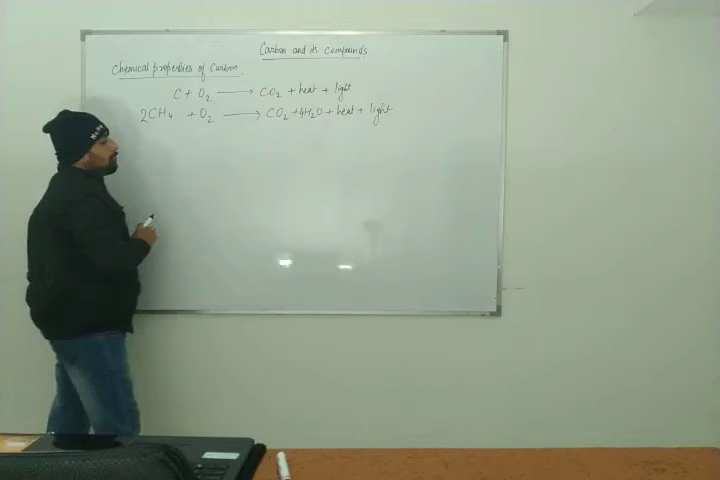 Carbon and its compounds
Chemical properties of Carbon
C + O₂ ⟶ CO₂ + heat + light
2CH₄ + O₂ ⟶ CO₂ + 4H₂O + heat + light